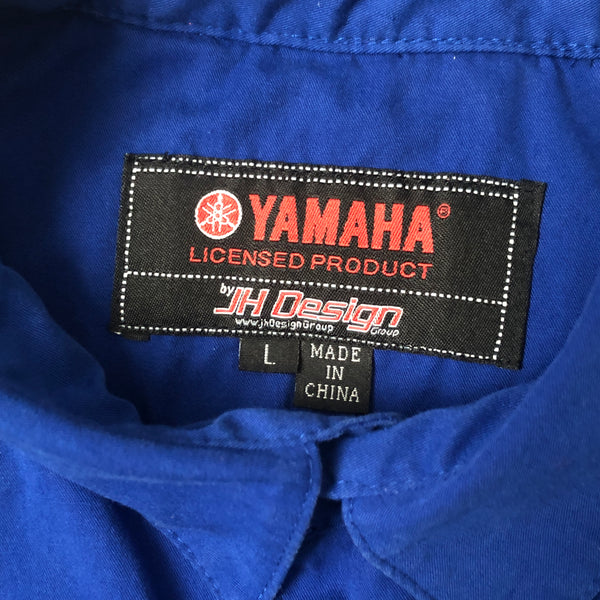 YAMAHA®
LICENSED PRODUCT
by JH Design
www.jhDesignGroup Group
L
MADE
IN
CHINA